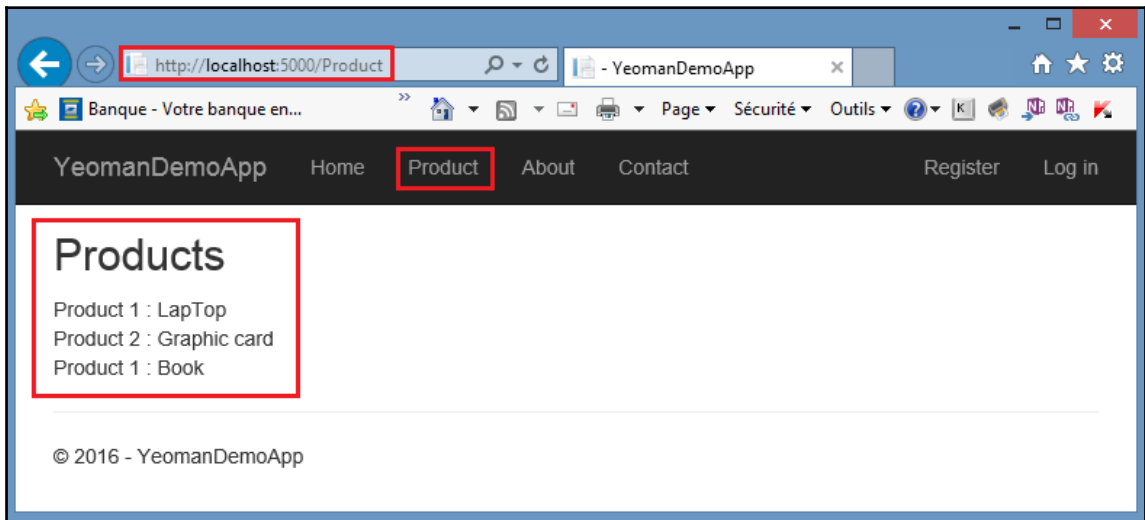 http://localhost:5000/Product - YeomanDemoApp
Banque - Votre banque en... Page Sécurité Outils
YeomanDemoApp Home Product About Contact Register Log in
Products
Product 1 : LapTop
Product 2 : Graphic card
Product 1 : Book
© 2016 - YeomanDemoApp